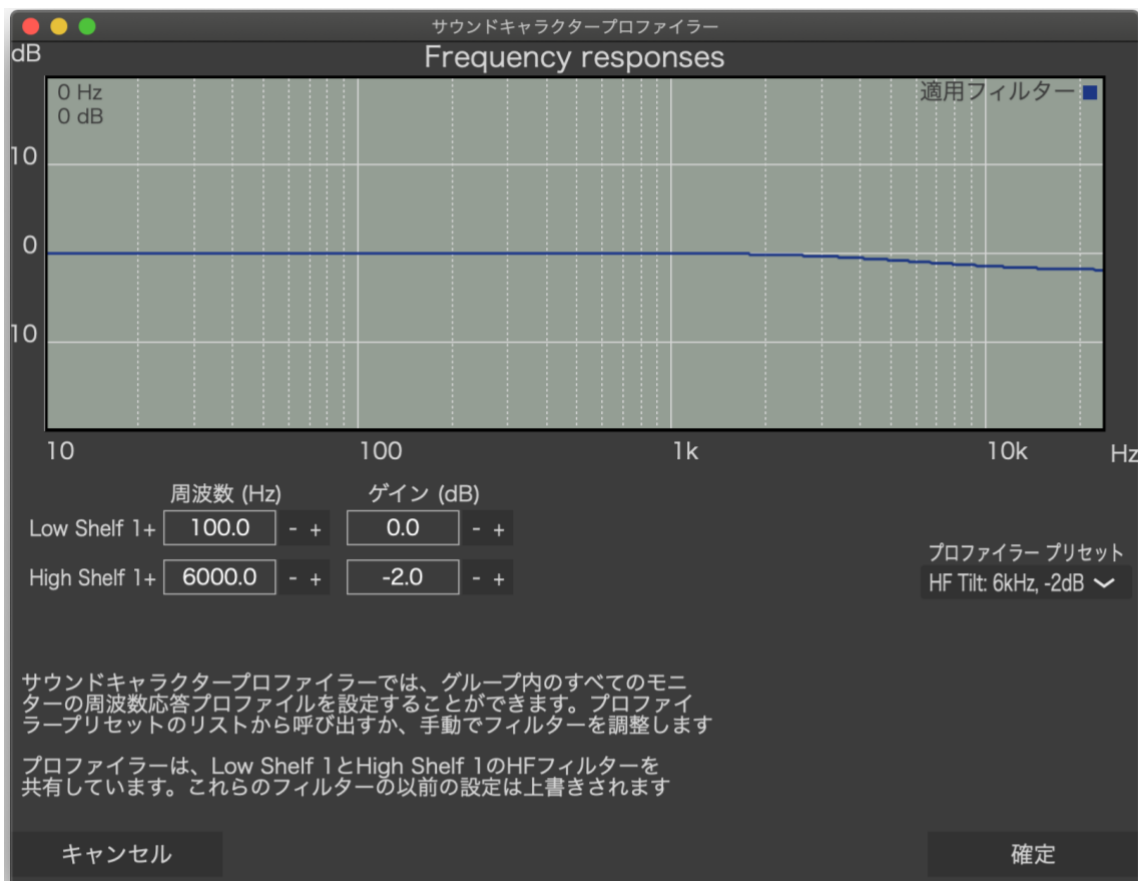 サウンドキャラクタープロファイラー
dB
Frequency responses
0 Hz
0 dB
適用フィルター
10
0
10
10 100 1k 10k Hz
周波数 (Hz) ゲイン (dB)
Low Shelf 1+ 100.0 - + 0.0 - +
High Shelf 1+ 6000.0 - + -2.0 - +
プロファイラー プリセット
HF Tilt: 6kHz, -2dB
サウンドキャラクタープロファイラーでは、グループ内のすべてのモニ
ターの周波数応答プロファイルを設定することができます。プロファイ
ラープリセットのリストから呼び出すか、手動でフィルターを調整します
プロファイラーは、Low Shelf 1とHigh Shelf 1のHFフィルターを
共有しています。これらのフィルターの以前の設定は上書きされます
キャンセル
確定